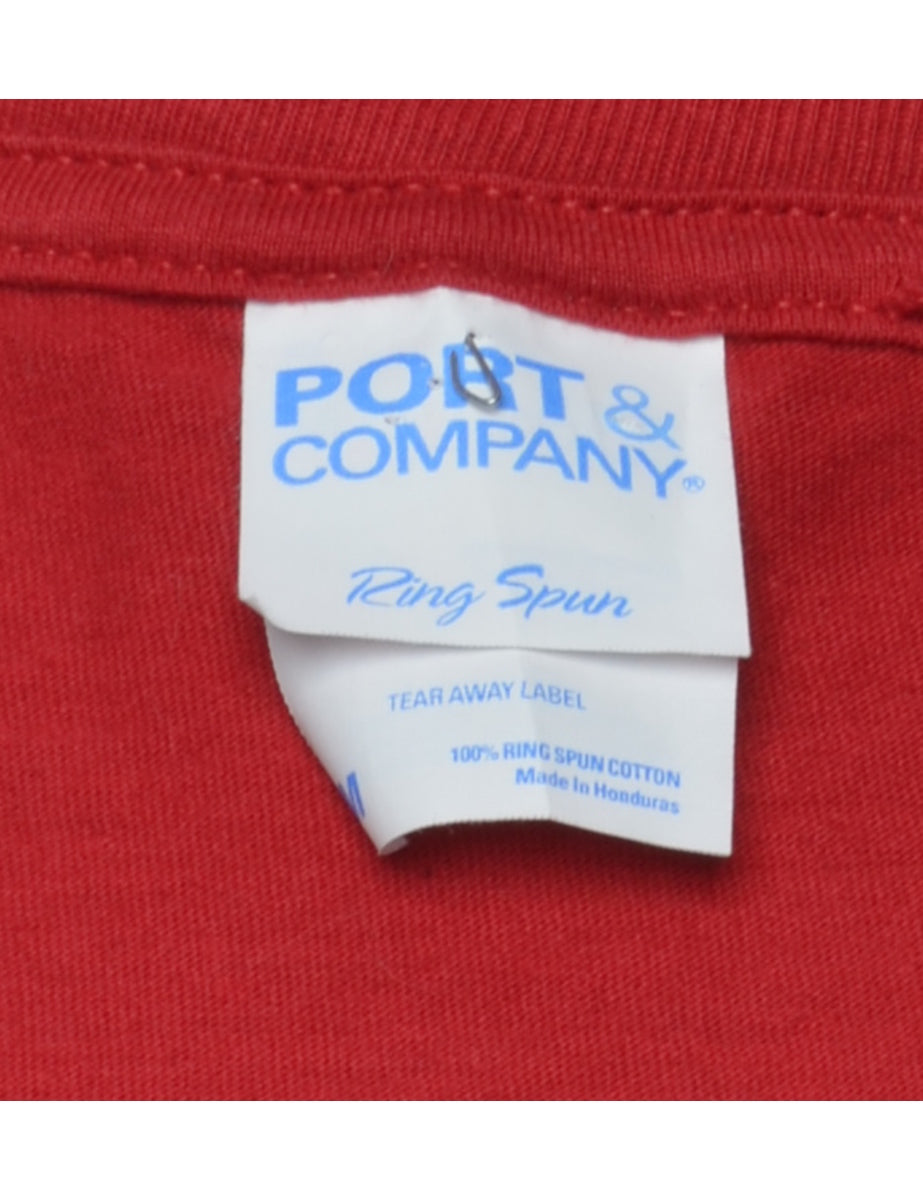 PORT &
COMPANY®
Ring Spun
TEAR AWAY LABEL
100% RING SPUN COTTON
Made In Honduras
M